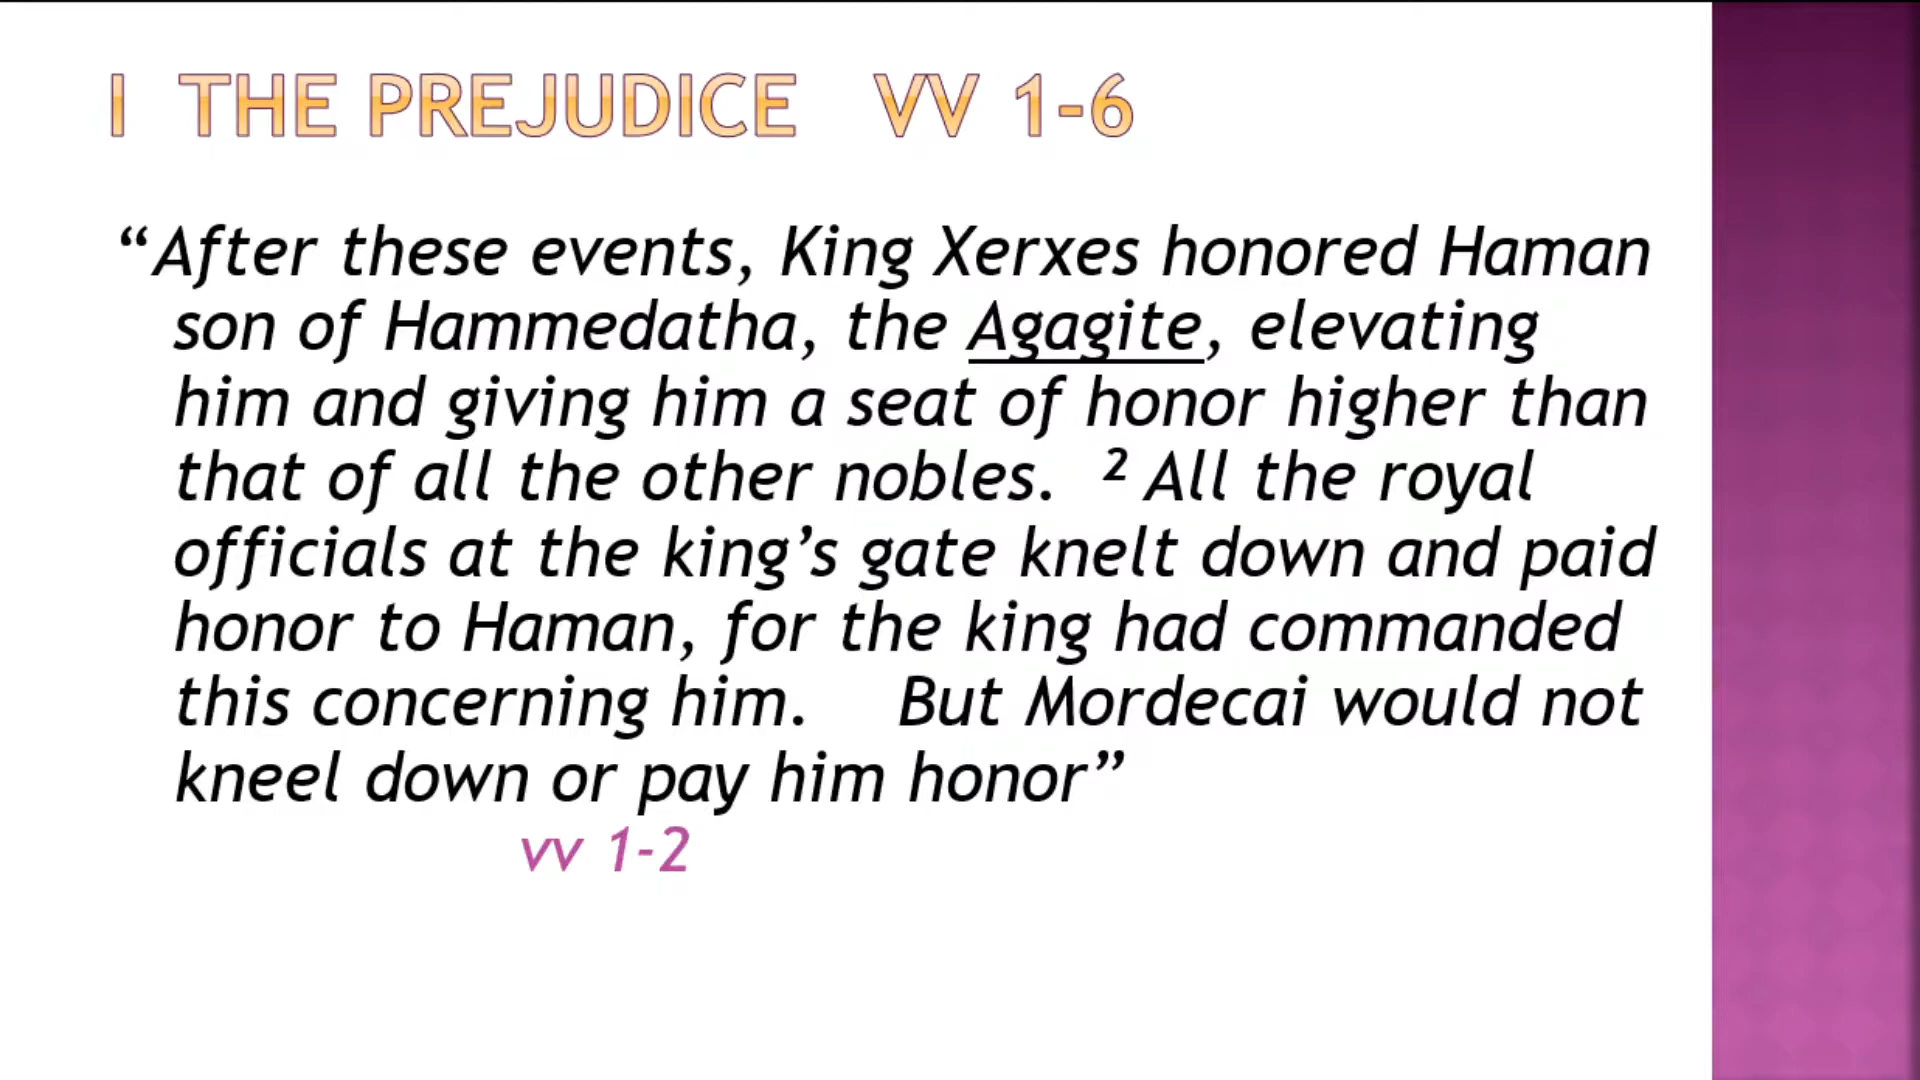 I THE PREJUDICE VV 1-6
“After these events, King Xerxes honored Haman
son of Hammedatha, the Agagite, elevating
him and giving him a seat of honor higher than
that of all the other nobles. ² All the royal
officials at the king’s gate knelt down and paid
honor to Haman, for the king had commanded
this concerning him. But Mordecai would not
kneel down or pay him honor”
vv 1-2